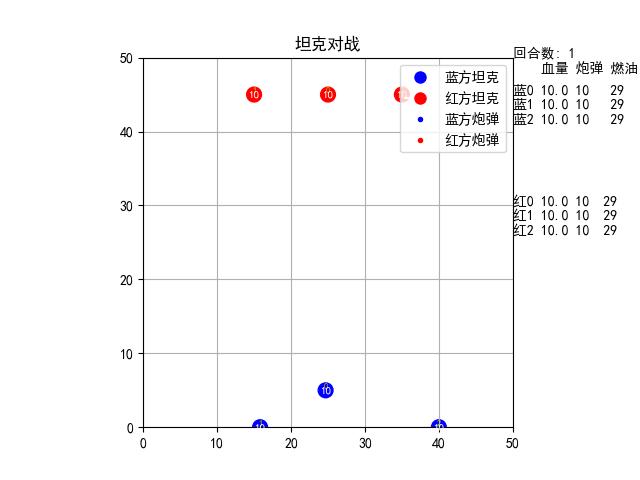 坦克对战
回合数: 1
血量 炮弹 燃油
蓝0 10.0 10 29
蓝1 10.0 10 29
蓝2 10.0 10 29
红0 10.0 10 29
红1 10.0 10 29
红2 10.0 10 29
蓝方坦克
红方坦克
蓝方炮弹
红方炮弹
50
40
30
20
10
0
10 10 10
10
10 10
0 10 20 30 40 50